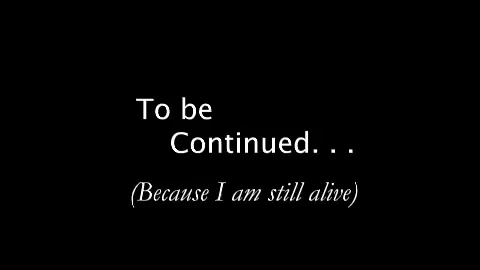 To be
Continued. . .
(Because I am still alive)